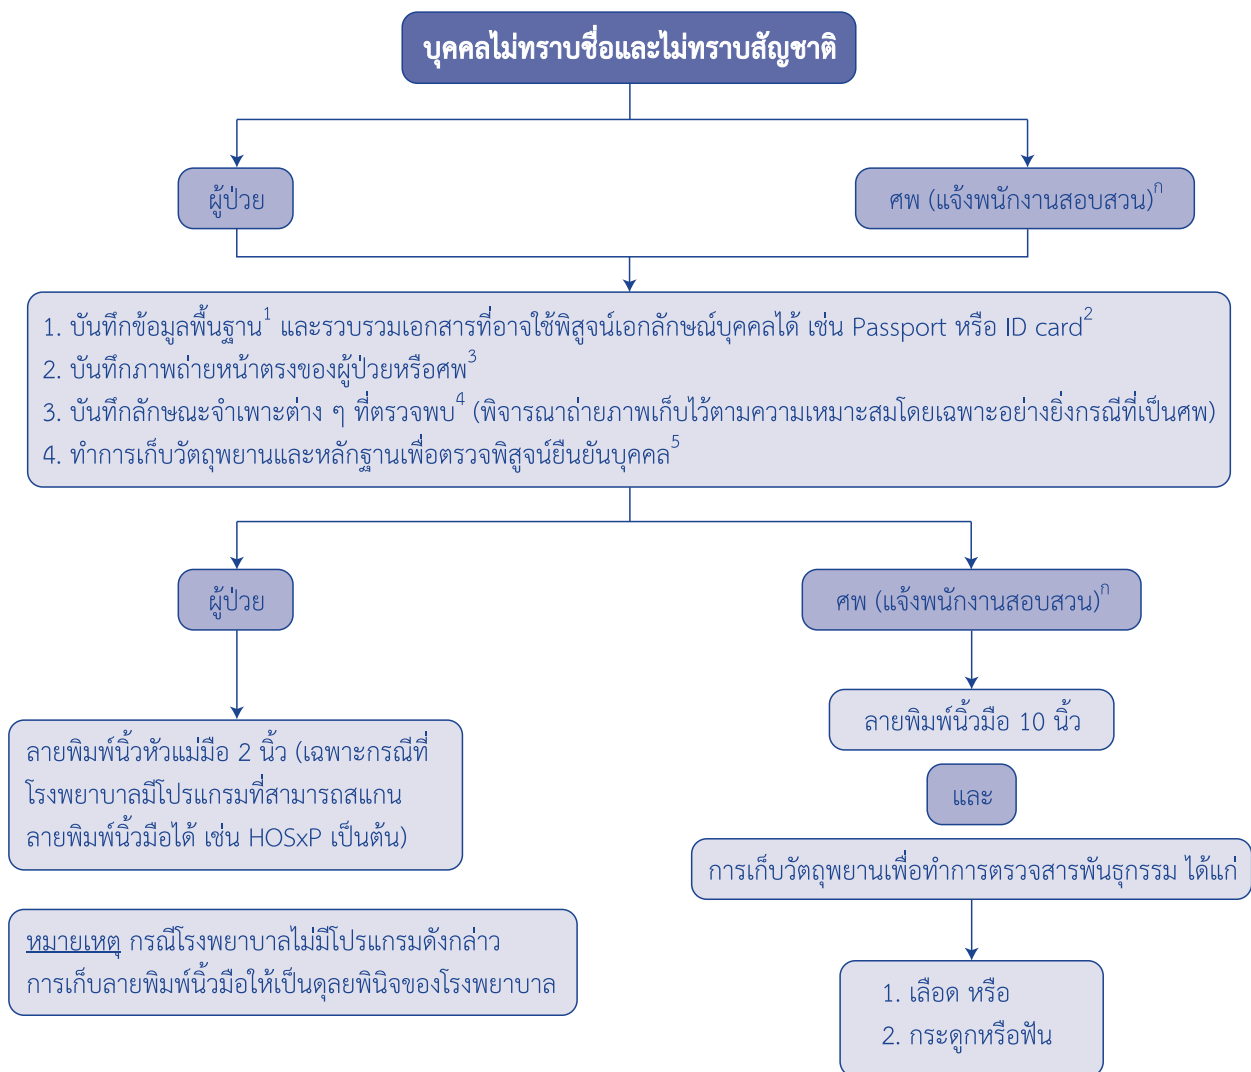 บุคคลไม่ทราบชื่อและไม่ทราบสัญชาติ
ผู้ป่วย
ศพ (แจ้งพนักงานสอบสวน)ก
1. บันทึกข้อมูลพื้นฐาน1 และรวบรวมเอกสารที่อาจใช้พิสูจน์เอกลักษณ์บุคคลได้ เช่น Passport หรือ ID card2
2. บันทึกภาพถ่ายหน้าตรงของผู้ป่วยหรือศพ3
3. บันทึกลักษณะจำเพาะต่าง ๆ ที่ตรวจพบ4 (พิจารณาถ่ายภาพเก็บไว้ตามความเหมาะสมโดยเฉพาะอย่างยิ่งกรณีที่เป็นศพ)
4. ทำการเก็บวัตถุพยานและหลักฐานเพื่อตรวจพิสูจน์ยืนยันบุคคล5
ผู้ป่วย
ศพ (แจ้งพนักงานสอบสวน)ก
ลายพิมพ์นิ้วหัวแม่มือ 2 นิ้ว (เฉพาะกรณีที่
โรงพยาบาลมีโปรแกรมที่สามารถสแกน
ลายพิมพ์นิ้วมือได้ เช่น HOSxP เป็นต้น)
หมายเหตุ กรณีโรงพยาบาลไม่มีโปรแกรมดังกล่าว
การเก็บลายพิมพ์นิ้วมือให้เป็นดุลยพินิจของโรงพยาบาล
ลายพิมพ์นิ้วมือ 10 นิ้ว
และ
การเก็บวัตถุพยานเพื่อทำการตรวจสารพันธุกรรม ได้แก่
1. เลือด หรือ
2. กระดูกหรือฟัน